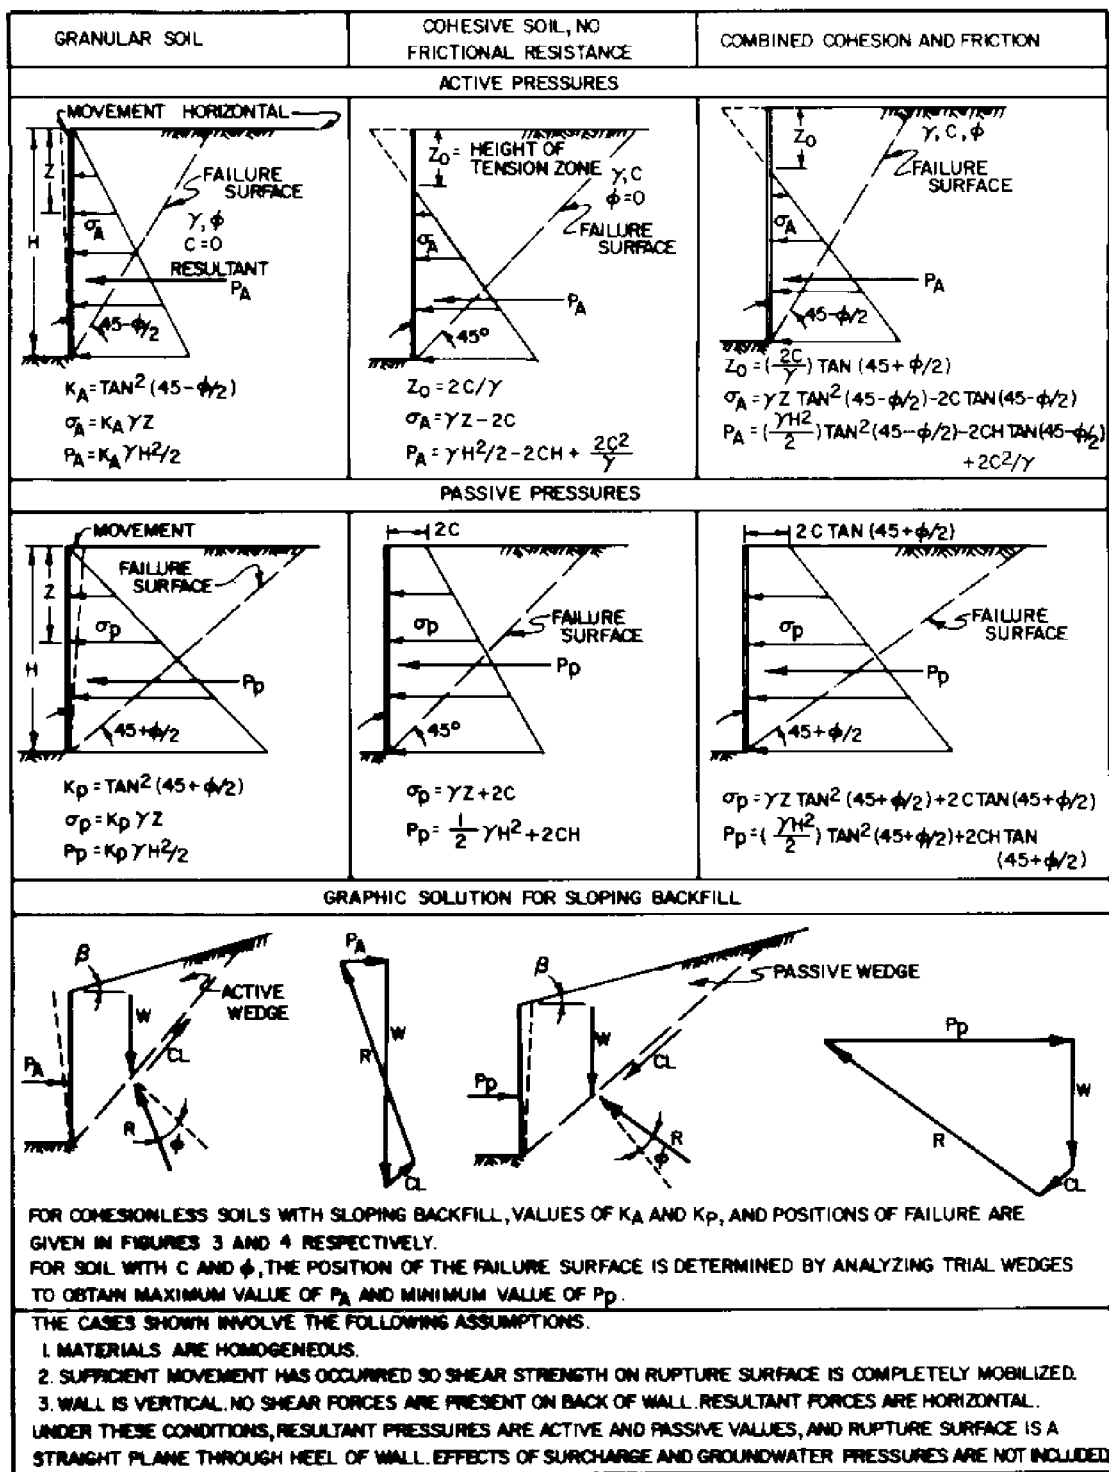 GRANULAR SOIL
COHESIVE SOIL, NO
FRICTIONAL RESISTANCE
COMBINED COHESION AND FRICTION
ACTIVE PRESSURES
MOVEMENT HORIZONTAL
Z
H
FAILURE
SURFACE
γ, ϕ
C=0
σA
RESULTANT
PA
45-ϕ/2
KA=TAN²(45-ϕ/2)
σA=KAγZ
PA=KAγH²/2
Z0= HEIGHT OF
TENSION ZONE
γ, C
ϕ=0
FAILURE
SURFACE
σA
PA
45°
Z0=2C/γ
σA=γZ-2C
PA=γH²/2-2CH+ 2C²/γ
Z0
γ, C, ϕ
FAILURE
SURFACE
σA
PA
45-ϕ/2
Z0=(2C/γ) TAN (45+ϕ/2)
σA=γZ TAN²(45-ϕ/2)-2C TAN(45-ϕ/2)
PA=(γH²/2) TAN²(45-ϕ/2)-2CH TAN(45-ϕ/2)
+2C²/γ
PASSIVE PRESSURES
MOVEMENT
Z
H
FAILURE
SURFACE
σp
Pp
45+ϕ/2
Kp=TAN²(45+ϕ/2)
σp=KpγZ
Pp=KpγH²/2
2C
σp
FAILURE
SURFACE
Pp
45°
σp=γZ+2C
Pp=1/2 γH²+2CH
2C TAN (45+ϕ/2)
σp
FAILURE
SURFACE
Pp
45+ϕ/2
σp=γZ TAN²(45+ϕ/2)+2C TAN(45+ϕ/2)
Pp=(γH²/2) TAN²(45+ϕ/2)+2CH TAN
(45+ϕ/2)
GRAPHIC SOLUTION FOR SLOPING BACKFILL
β
ACTIVE
WEDGE
W
CL
PA
R
ϕ
PA
W
R
CL
β
PASSIVE WEDGE
W
CL
Pp
R
ϕ
Pp
W
R
CL
FOR COHESIONLESS SOILS WITH SLOPING BACKFILL, VALUES OF KA AND Kp, AND POSITIONS OF FAILURE ARE
GIVEN IN FIGURES 3 AND 4 RESPECTIVELY.
FOR SOIL WITH C AND ϕ, THE POSITION OF THE FAILURE SURFACE IS DETERMINED BY ANALYZING TRIAL WEDGES
TO OBTAIN MAXIMUM VALUE OF PA AND MINIMUM VALUE OF Pp.
THE CASES SHOWN INVOLVE THE FOLLOWING ASSUMPTIONS.
1. MATERIALS ARE HOMOGENEOUS.
2. SUFFICIENT MOVEMENT HAS OCCURRED SO SHEAR STRENGTH ON RUPTURE SURFACE IS COMPLETELY MOBILIZED.
3. WALL IS VERTICAL. NO SHEAR FORCES ARE PRESENT ON BACK OF WALL. RESULTANT FORCES ARE HORIZONTAL.
UNDER THESE CONDITIONS, RESULTANT PRESSURES ARE ACTIVE AND PASSIVE VALUES, AND RUPTURE SURFACE IS A
STRAIGHT PLANE THROUGH HEEL OF WALL. EFFECTS OF SURCHARGE AND GROUNDWATER PRESSURES ARE NOT INCLUDED